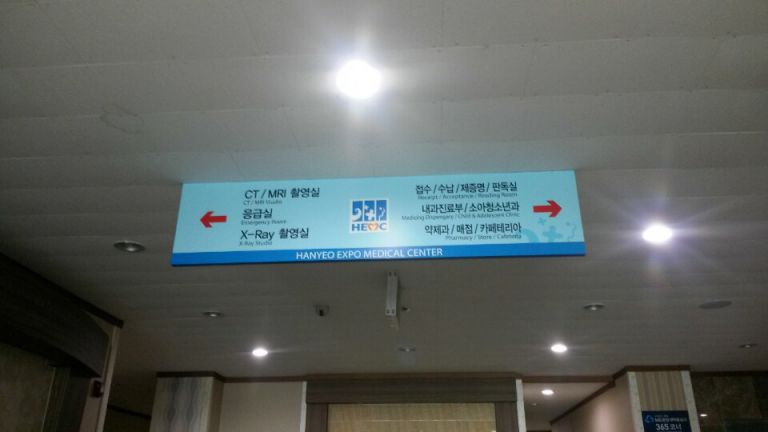 CT / MRI 촬영실
CT / MRI Studio
응급실
Emergency Room
X-Ray 촬영실
X-Ray Studio
HEMC
접수 / 수납 / 제증명 / 판독실
Receipt / Acceptance / Reading Room
내과진료부 / 소아청소년과
Child & Adolescent Clinic
약제과 / 매점 / 카페테리아
Pharmacy / Store / Cafeteria
HANYEO EXPO MEDICAL CENTER
365 코너